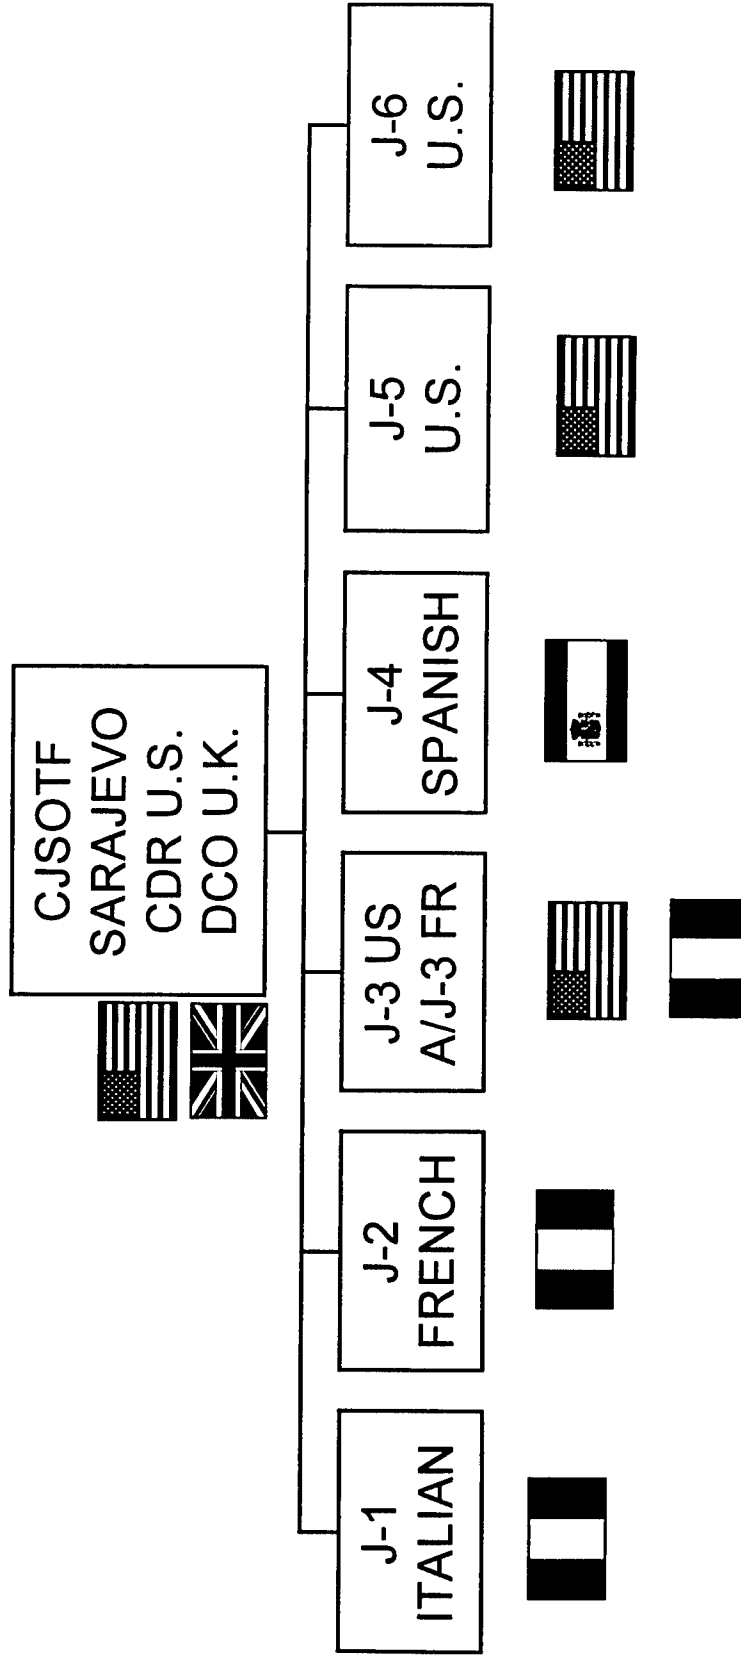 CJSOTF
SARAJEVO
CDR U.S.
DCO U.K.
J-1
ITALIAN
J-2
FRENCH
J-3 US
A/J-3 FR
J-4
SPANISH
J-5
U.S.
J-6
U.S.